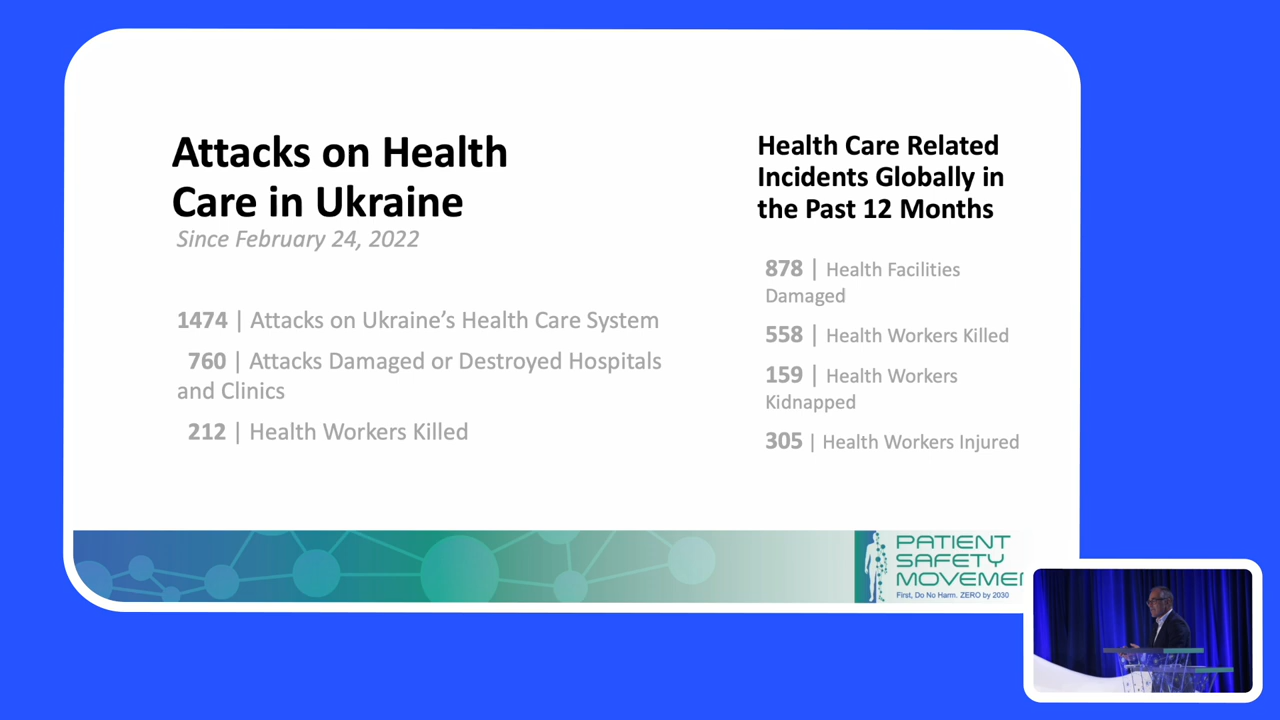 Attacks on Health
Care in Ukraine
Since February 24, 2022
1474 | Attacks on Ukraine’s Health Care System
760 | Attacks Damaged or Destroyed Hospitals
and Clinics
212 | Health Workers Killed
Health Care Related
Incidents Globally in
the Past 12 Months
878 | Health Facilities
Damaged
558 | Health Workers Killed
159 | Health Workers
Kidnapped
305 | Health Workers Injured
PATIENT
SAFETY
MOVEME
First, Do No Harm. ZERO by 2030